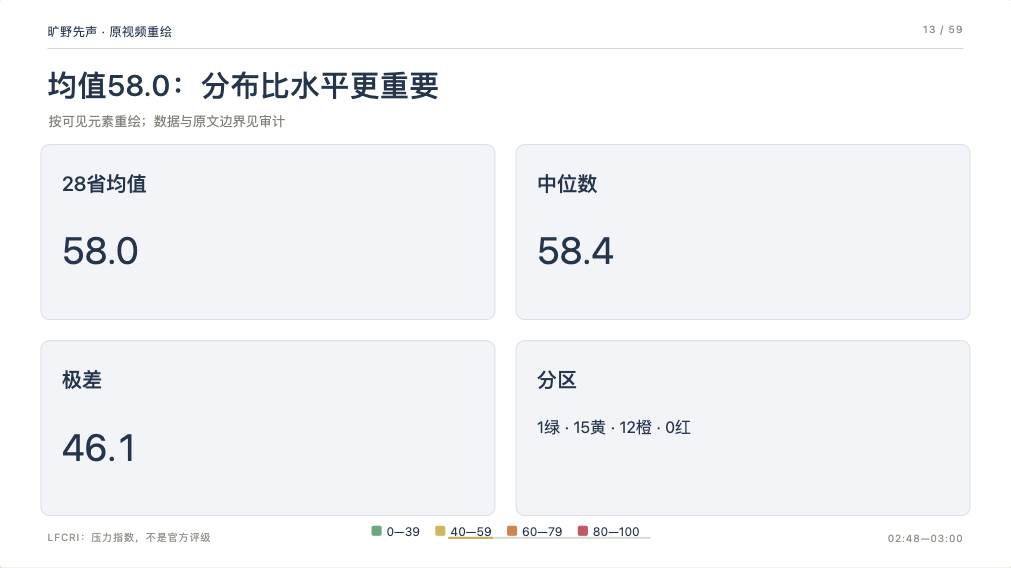 旷野先声 · 原视频重绘
13 / 59
均值58.0：分布比水平更重要
按可见元素重绘；数据与原文边界见审计
28省均值
58.0
中位数
58.4
极差
46.1
分区
1绿 · 15黄 · 12橙 · 0红
LFCRI：压力指数，不是官方评级
0—39
40—59
60—79
80—100
02:48—03:00